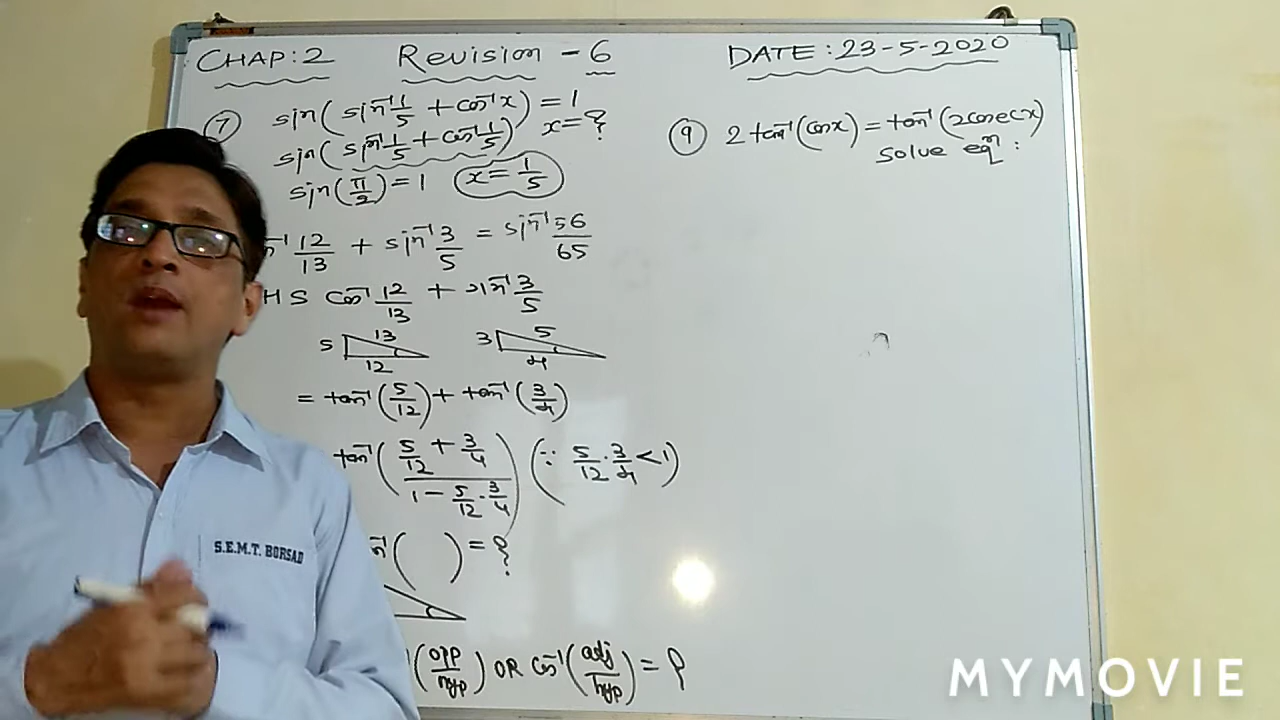 CHAP: 2 Revision - 6 DATE: 23-5-2020
7 sin(sin⁻¹ 1/5 + cos⁻¹ x) = 1
sin(sin⁻¹ 1/5 + cos⁻¹ 1/5) x = ?
sin(π/2) = 1 x = 1/5
12/13 + sin⁻¹ 3/5 = sin⁻¹ 56/65
HS cos⁻¹ 12/13 + sin⁻¹ 3/5
5 13 12
3 5 4
= tan⁻¹(5/12) + tan⁻¹(3/4)
tan⁻¹((5/12 + 3/4)/(1 - 5/12 · 3/4)) (∵ 5/12 · 3/4 < 1)
( ) = ?
(opp/hyp) OR cos⁻¹(adj/hyp) = ?
9 2 tan⁻¹(cos x) = tan⁻¹(2 cosec x)
solve eqⁿ :
S.E.M.T. BORSAD
MYMOVIE